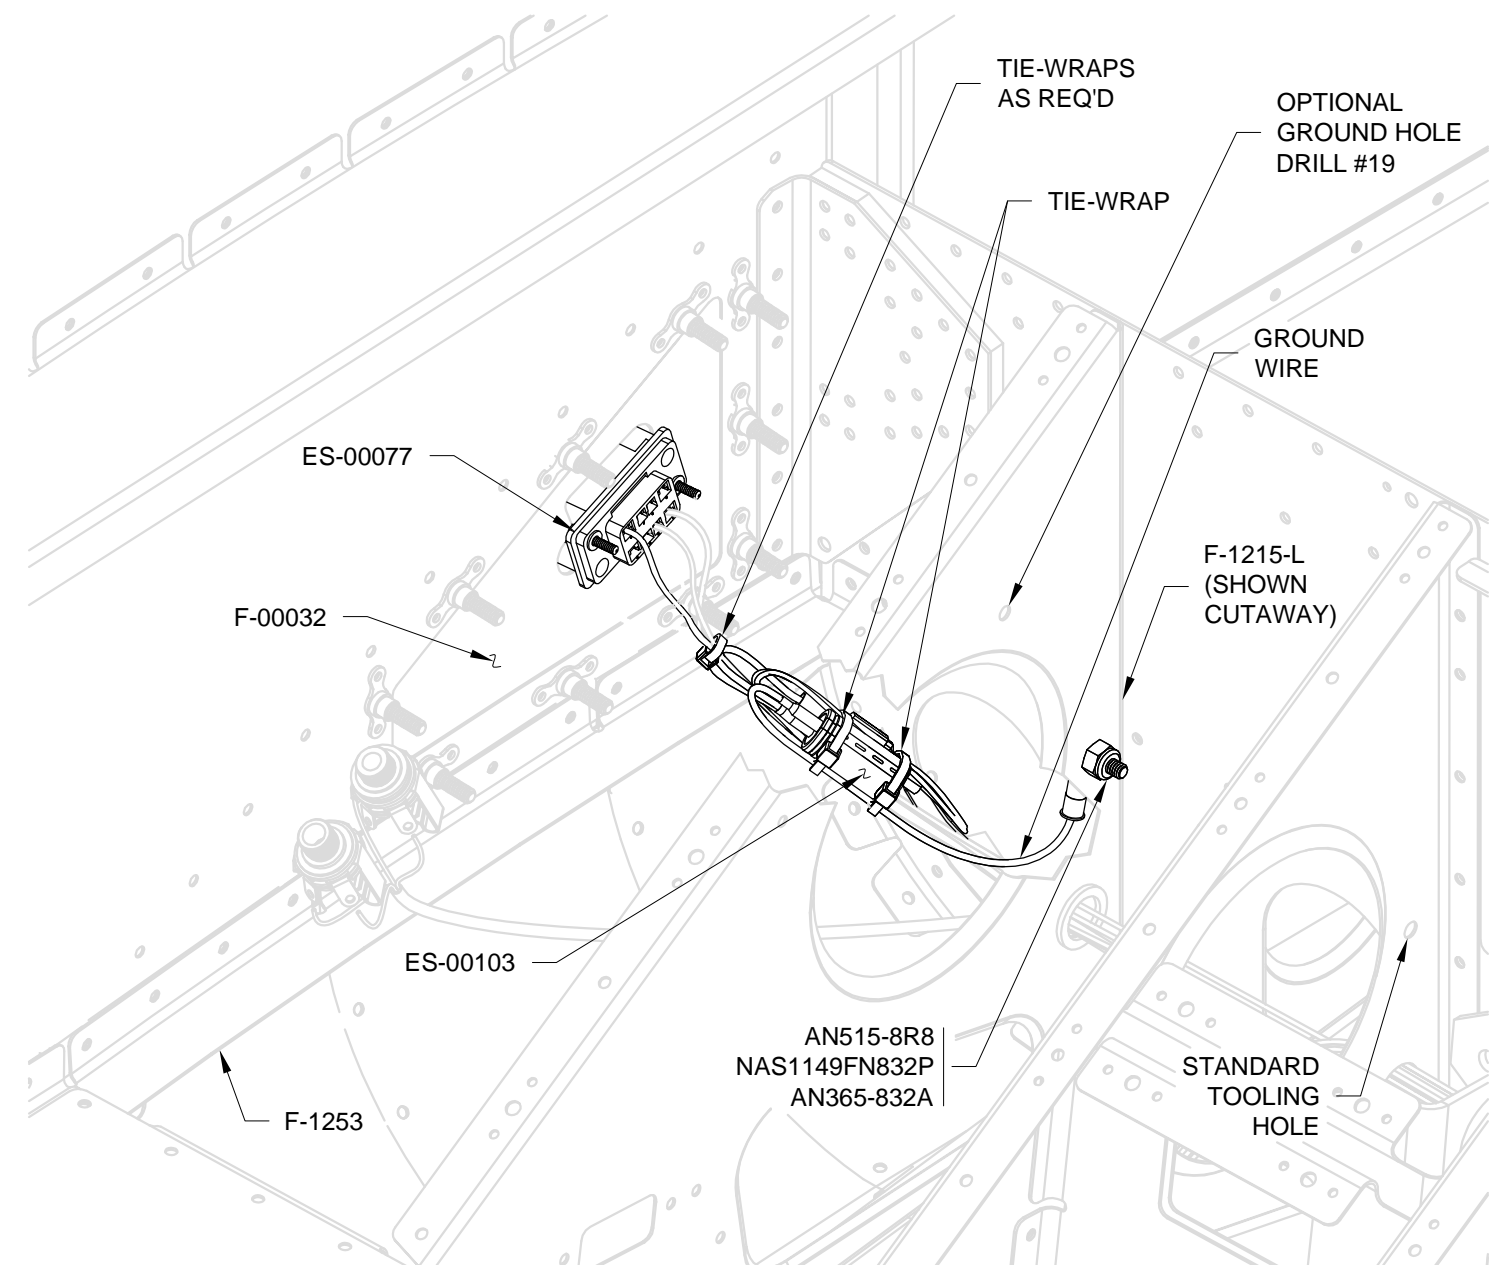 TIE-WRAPS
AS REQ'D
OPTIONAL
GROUND HOLE
DRILL #19
TIE-WRAP
GROUND
WIRE
ES-00077
F-1215-L
(SHOWN
CUTAWAY)
F-00032
ES-00103
AN515-8R8
NAS1149FN832P
AN365-832A
STANDARD
TOOLING
HOLE
F-1253